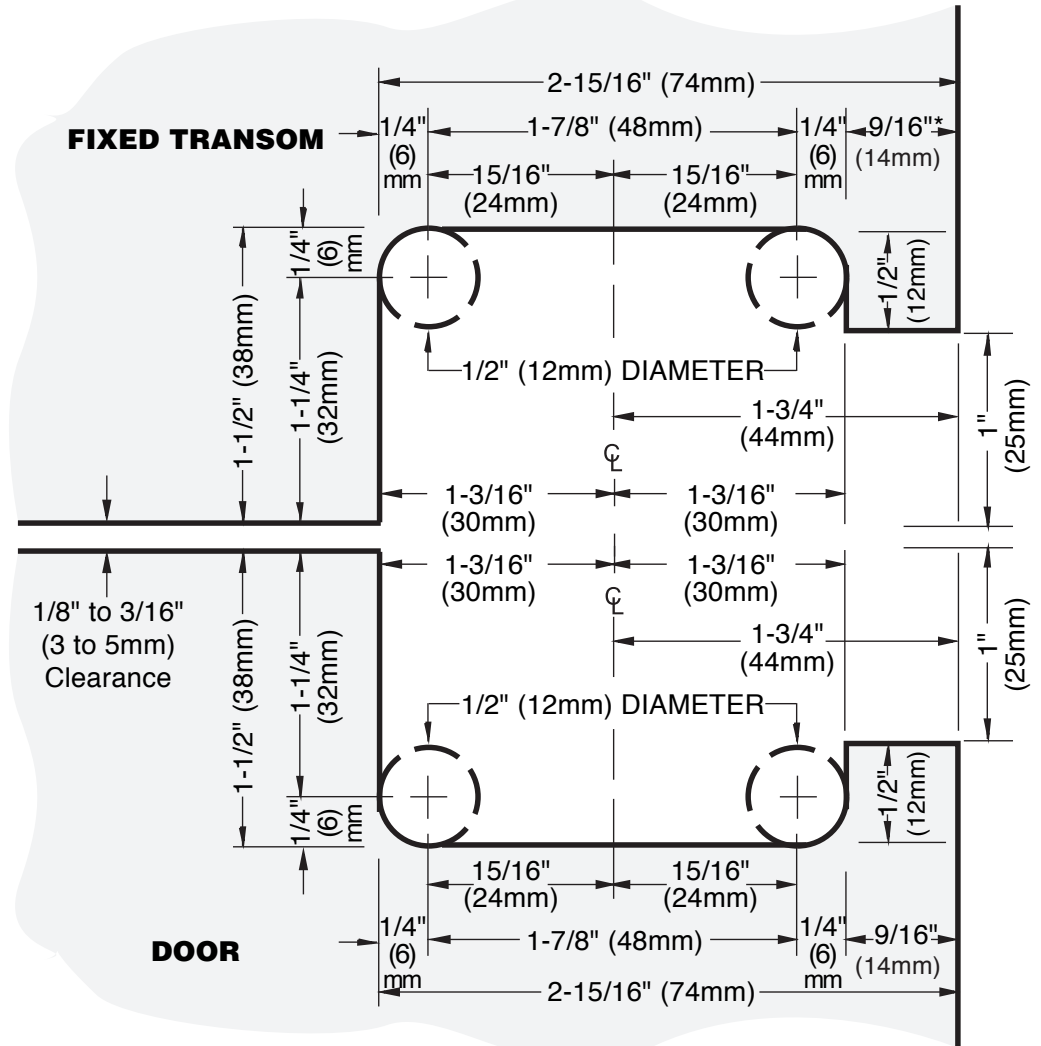 2-15/16" (74mm)
FIXED TRANSOM
1/4"
(6)
mm
1-7/8" (48mm)
1/4"
(6)
mm
9/16"*
(14mm)
15/16"
(24mm)
15/16"
(24mm)
1/4"
(6)
mm
1/2"
(12mm)
1-1/2" (38mm)
1-1/4"
(32mm)
1/2" (12mm) DIAMETER
1-3/4"
(44mm)
1"
(25mm)
CL
1-3/16"
(30mm)
1-3/16"
(30mm)
1-3/16"
(30mm)
1-3/16"
(30mm)
CL
1/8" to 3/16"
(3 to 5mm)
Clearance
1-1/2" (38mm)
1-1/4"
(32mm)
1-3/4"
(44mm)
1"
(25mm)
1/2" (12mm) DIAMETER
1/4"
(6)
mm
1/2"
(12mm)
15/16"
(24mm)
15/16"
(24mm)
DOOR
1/4"
(6)
mm
1-7/8" (48mm)
1/4"
(6)
mm
9/16"
(14mm)
2-15/16" (74mm)